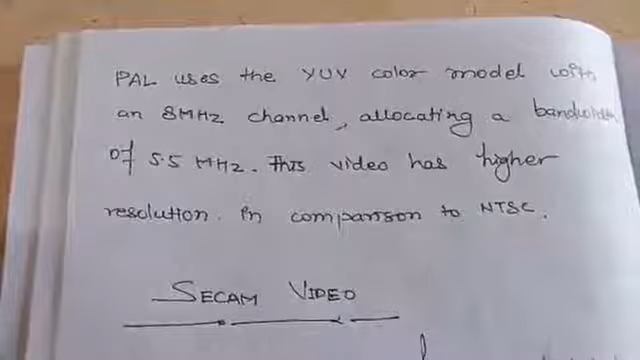 PAL uses the YUV color model with
an 8MHz channel, allocating a bandwidth
of 5.5 MHz. This video has higher
resolution. in comparison to NTSC.
SECAM VIDEO